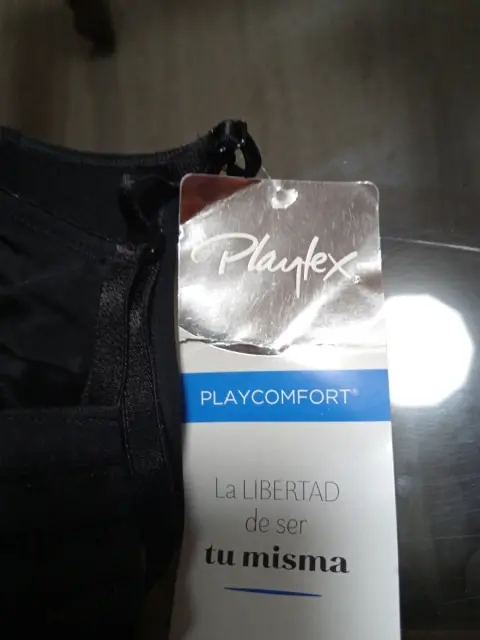 Playtex
PLAYCOMFORT®
La LIBERTAD
de ser
tu misma